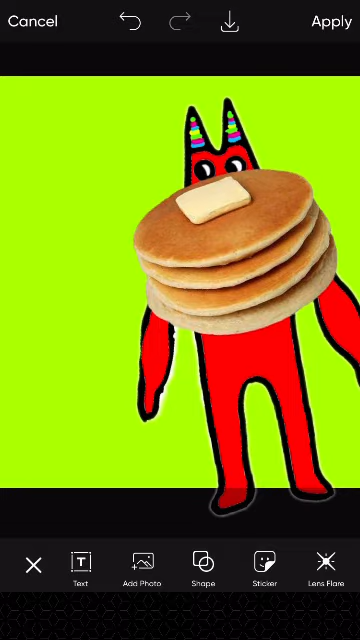 Cancel
Apply
Text
Add Photo
Shape
Sticker
Lens Flare